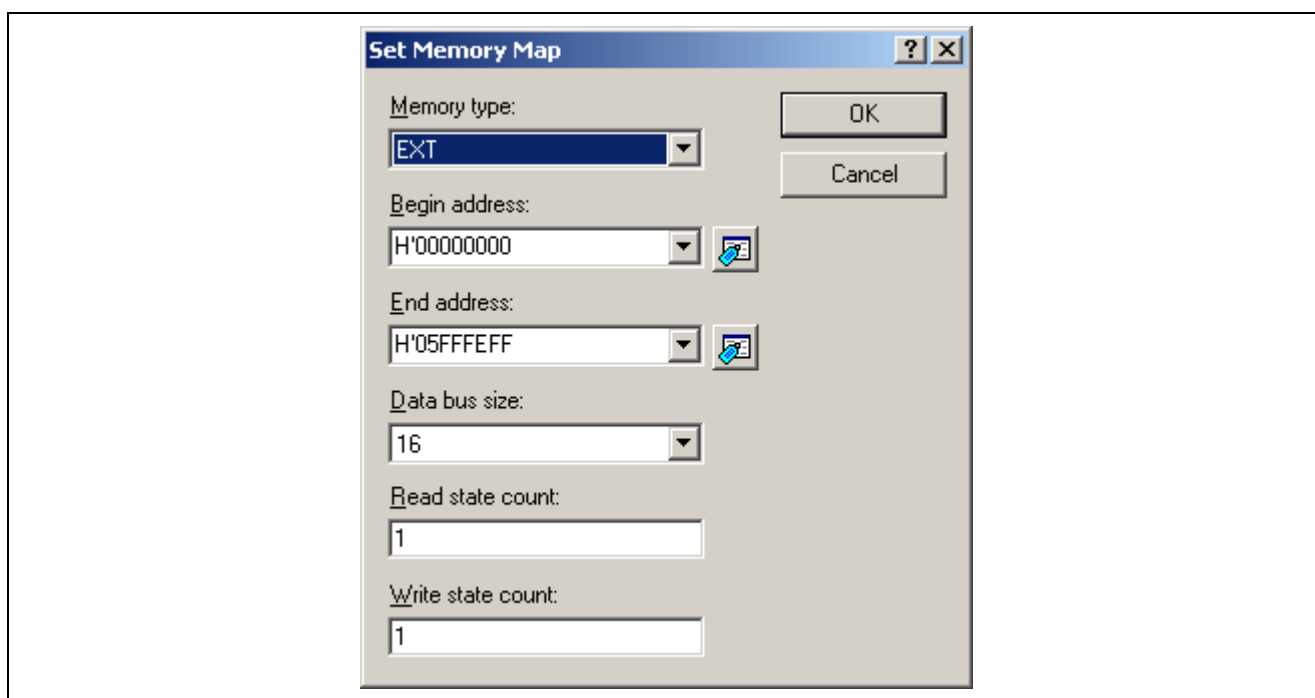 Set Memory Map
Memory type:
EXT
Begin address:
H'00000000
End address:
H'05FFFEFF
Data bus size:
16
Read state count:
1
Write state count:
1
OK
Cancel